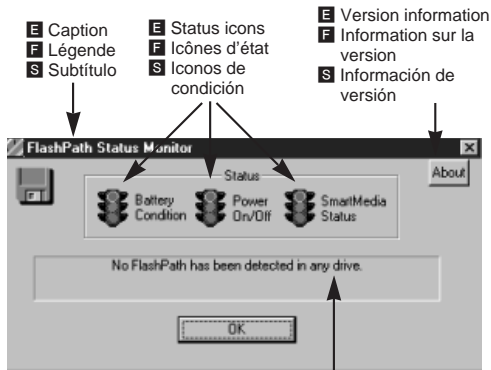 E Caption
F Légende
S Subtítulo
E Status icons
F Icônes d'état
S Iconos de
condición
E Version information
F Information sur la
version
S Información de
versión
FlashPath Status Monitor
About
Status
Battery
Condition
Power
On/Off
SmartMedia
Status
No FlashPath has been detected in any drive.
OK